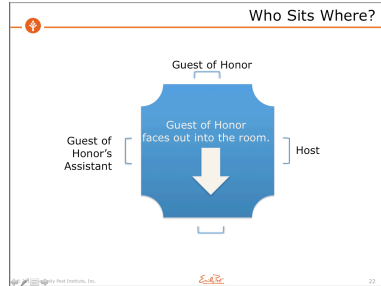 Who Sits Where?
Guest of Honor
Guest of Honor
faces out into the room.
Guest of
Honor's
Assistant
Host
Post Institute, Inc.
22